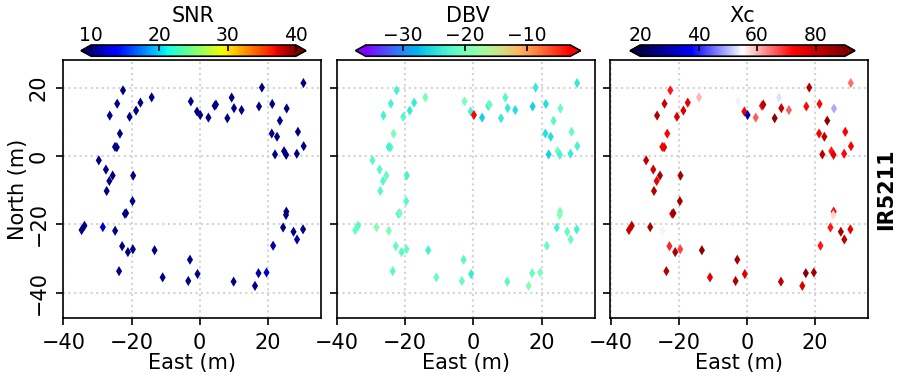 SNR DBV Xc
10 20 30 40 −30 −20 −10 20 40 60 80
North (m)
20
0
−20
−40
IR5211
−40 −20 0 20 −40 −20 0 20 −40 −20 0 20
East (m) East (m) East (m)